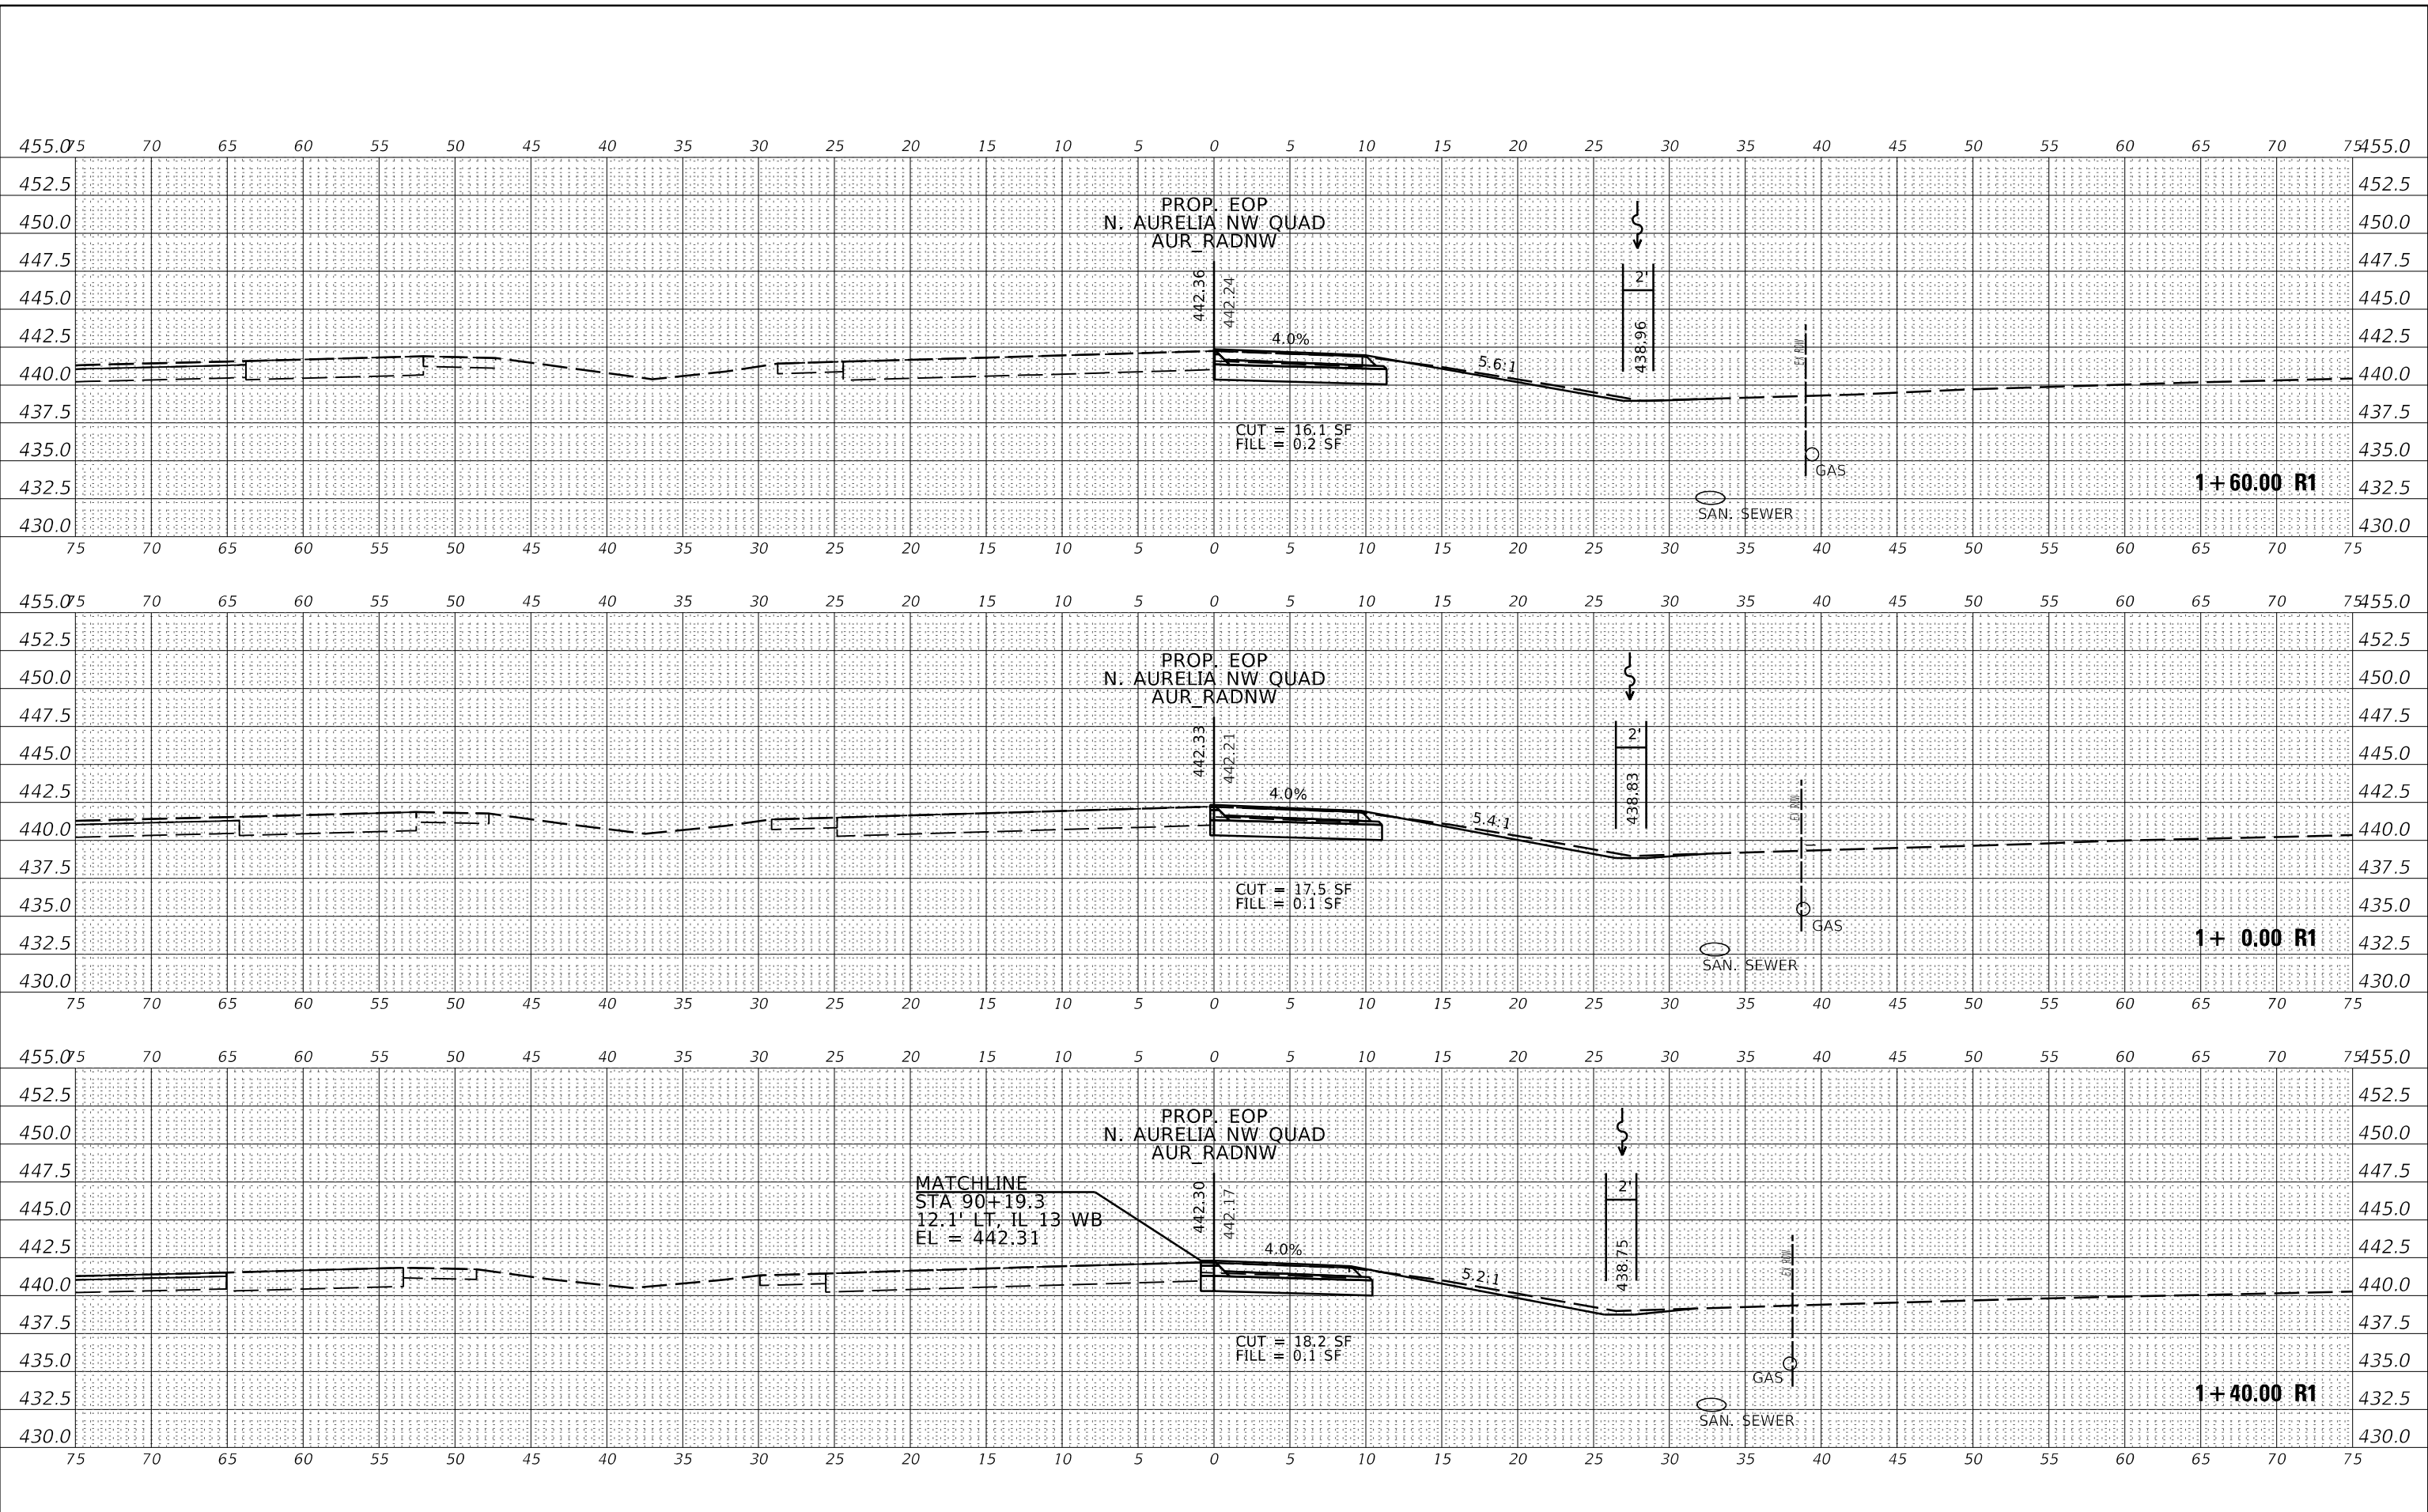 455.0 75 70 65 60 55 50 45 40 35 30 25 20 15 10 5 0 5 10 15 20 25 30 35 40 45 50 55 60 65 70 75 455.0
452.5 452.5
PROP. EOP
450.0 N. AURELIA NW QUAD 450.0
AUR_RADNW
447.5 447.5
442.36 442.24 2'
445.0 445.0
442.5 4.0% 438.96 EX ROW 442.5
440.0 5.6:1 440.0
437.5 437.5
CUT = 16.1 SF
FILL = 0.2 SF
435.0 435.0
GAS
432.5 1+60.00 R1 432.5
SAN. SEWER
430.0 430.0
75 70 65 60 55 50 45 40 35 30 25 20 15 10 5 0 5 10 15 20 25 30 35 40 45 50 55 60 65 70 75
455.0 75 70 65 60 55 50 45 40 35 30 25 20 15 10 5 0 5 10 15 20 25 30 35 40 45 50 55 60 65 70 75 455.0
452.5 452.5
PROP. EOP
450.0 N. AURELIA NW QUAD 450.0
AUR_RADNW
447.5 447.5
442.33 442.21 2'
445.0 445.0
442.5 4.0% 438.83 EX ROW 442.5
440.0 5.4:1 440.0
437.5 437.5
CUT = 17.5 SF
FILL = 0.1 SF
435.0 435.0
GAS
432.5 1+ 0.00 R1 432.5
SAN. SEWER
430.0 430.0
75 70 65 60 55 50 45 40 35 30 25 20 15 10 5 0 5 10 15 20 25 30 35 40 45 50 55 60 65 70 75
455.0 75 70 65 60 55 50 45 40 35 30 25 20 15 10 5 0 5 10 15 20 25 30 35 40 45 50 55 60 65 70 75 455.0
452.5 452.5
PROP. EOP
450.0 N. AURELIA NW QUAD 450.0
AUR_RADNW
447.5 447.5
MATCHLINE 2'
STA 90+19.3
445.0 442.30 442.17 445.0
12.1' LT, IL 13 WB
EL = 442.31
442.5 4.0% 438.75 EX ROW 442.5
440.0 5.2:1 440.0
437.5 437.5
CUT = 18.2 SF
FILL = 0.1 SF
435.0 435.0
GAS
432.5 1+40.00 R1 432.5
SAN. SEWER
430.0 430.0
75 70 65 60 55 50 45 40 35 30 25 20 15 10 5 0 5 10 15 20 25 30 35 40 45 50 55 60 65 70 75